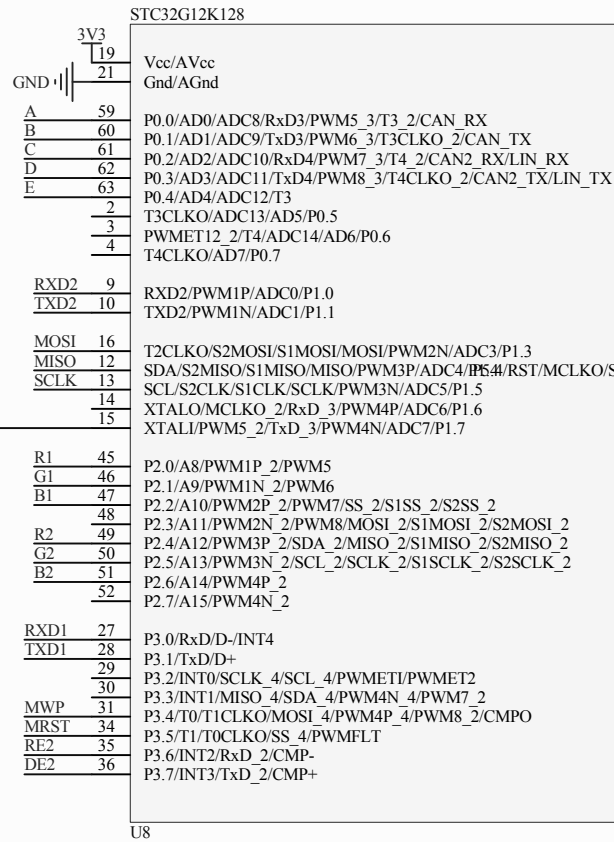 STC32G12K128
3V3
19 Vcc/AVcc
GND 21 Gnd/AGnd
A 59 P0.0/AD0/ADC8/RxD3/PWM5_3/T3_2/CAN_RX
B 60 P0.1/AD1/ADC9/TxD3/PWM6_3/T3CLKO_2/CAN_TX
C 61 P0.2/AD2/ADC10/RxD4/PWM7_3/T4_2/CAN2_RX/LIN_RX
D 62 P0.3/AD3/ADC11/TxD4/PWM8_3/T4CLKO_2/CAN2_TX/LIN_TX
E 63 P0.4/AD4/ADC12/T3
2 T3CLKO/ADC13/AD5/P0.5
3 PWMET12_2/T4/ADC14/AD6/P0.6
4 T4CLKO/AD7/P0.7
RXD2 9 RXD2/PWM1P/ADC0/P1.0
TXD2 10 TXD2/PWM1N/ADC1/P1.1
MOSI 16 T2CLKO/S2MOSI/S1MOSI/MOSI/PWM2N/ADC3/P1.3
MISO 12 SDA/S2MISO/S1MISO/MISO/PWM3P/ADC4/P1.4 P5.4/RST/MCLKO/S
SCLK 13 SCL/S2CLK/S1CLK/SCLK/PWM3N/ADC5/P1.5
14 XTALO/MCLKO_2/RxD_3/PWM4P/ADC6/P1.6
15 XTALI/PWM5_2/TxD_3/PWM4N/ADC7/P1.7
R1 45 P2.0/A8/PWM1P_2/PWM5
G1 46 P2.1/A9/PWM1N_2/PWM6
B1 47 P2.2/A10/PWM2P_2/PWM7/SS_2/S1SS_2/S2SS_2
48 P2.3/A11/PWM2N_2/PWM8/MOSI_2/S1MOSI_2/S2MOSI_2
R2 49 P2.4/A12/PWM3P_2/SDA_2/MISO_2/S1MISO_2/S2MISO_2
G2 50 P2.5/A13/PWM3N_2/SCL_2/SCLK_2/S1SCLK_2/S2SCLK_2
B2 51 P2.6/A14/PWM4P_2
52 P2.7/A15/PWM4N_2
RXD1 27 P3.0/RxD/D-/INT4
TXD1 28 P3.1/TxD/D+
29 P3.2/INT0/SCLK_4/SCL_4/PWMETI/PWMET2
30 P3.3/INT1/MISO_4/SDA_4/PWM4N_4/PWM7_2
MWP 31 P3.4/T0/T1CLKO/MOSI_4/PWM4P_4/PWM8_2/CMPO
MRST 34 P3.5/T1/T0CLKO/SS_4/PWMFLT
RE2 35 P3.6/INT2/RxD_2/CMP-
DE2 36 P3.7/INT3/TxD_2/CMP+
U8